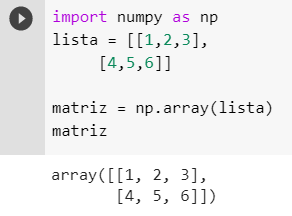 import numpy as np
lista = [[1,2,3],
     [4,5,6]]
matriz = np.array(lista)
matriz
array([[1, 2, 3],
       [4, 5, 6]])